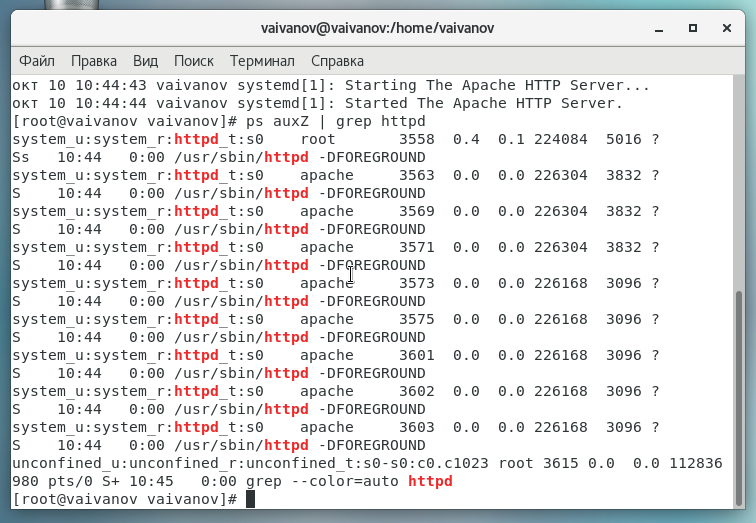 vaivanov@vaivanov:/home/vaivanov
Файл Правка Вид Поиск Терминал Справка
окт 10 10:44:43 vaivanov systemd[1]: Starting The Apache HTTP Server...
окт 10 10:44:44 vaivanov systemd[1]: Started The Apache HTTP Server.
[root@vaivanov vaivanov]# ps auxZ | grep httpd
system_u:system_r:httpd_t:s0    root       3558  0.4  0.1 224084  5016 ?
Ss   10:44   0:00 /usr/sbin/httpd -DFOREGROUND
system_u:system_r:httpd_t:s0    apache     3563  0.0  0.0 226304  3832 ?
S    10:44   0:00 /usr/sbin/httpd -DFOREGROUND
system_u:system_r:httpd_t:s0    apache     3569  0.0  0.0 226304  3832 ?
S    10:44   0:00 /usr/sbin/httpd -DFOREGROUND
system_u:system_r:httpd_t:s0    apache     3571  0.0  0.0 226304  3832 ?
S    10:44   0:00 /usr/sbin/httpd -DFOREGROUND
system_u:system_r:httpd_t:s0    apache     3573  0.0  0.0 226168  3096 ?
S    10:44   0:00 /usr/sbin/httpd -DFOREGROUND
system_u:system_r:httpd_t:s0    apache     3575  0.0  0.0 226168  3096 ?
S    10:44   0:00 /usr/sbin/httpd -DFOREGROUND
system_u:system_r:httpd_t:s0    apache     3601  0.0  0.0 226168  3096 ?
S    10:44   0:00 /usr/sbin/httpd -DFOREGROUND
system_u:system_r:httpd_t:s0    apache     3602  0.0  0.0 226168  3096 ?
S    10:44   0:00 /usr/sbin/httpd -DFOREGROUND
system_u:system_r:httpd_t:s0    apache     3603  0.0  0.0 226168  3096 ?
S    10:44   0:00 /usr/sbin/httpd -DFOREGROUND
unconfined_u:unconfined_r:unconfined_t:s0-s0:c0.c1023 root 3615 0.0  0.0 112836
980 pts/0 S+ 10:45   0:00 grep --color=auto httpd
[root@vaivanov vaivanov]#